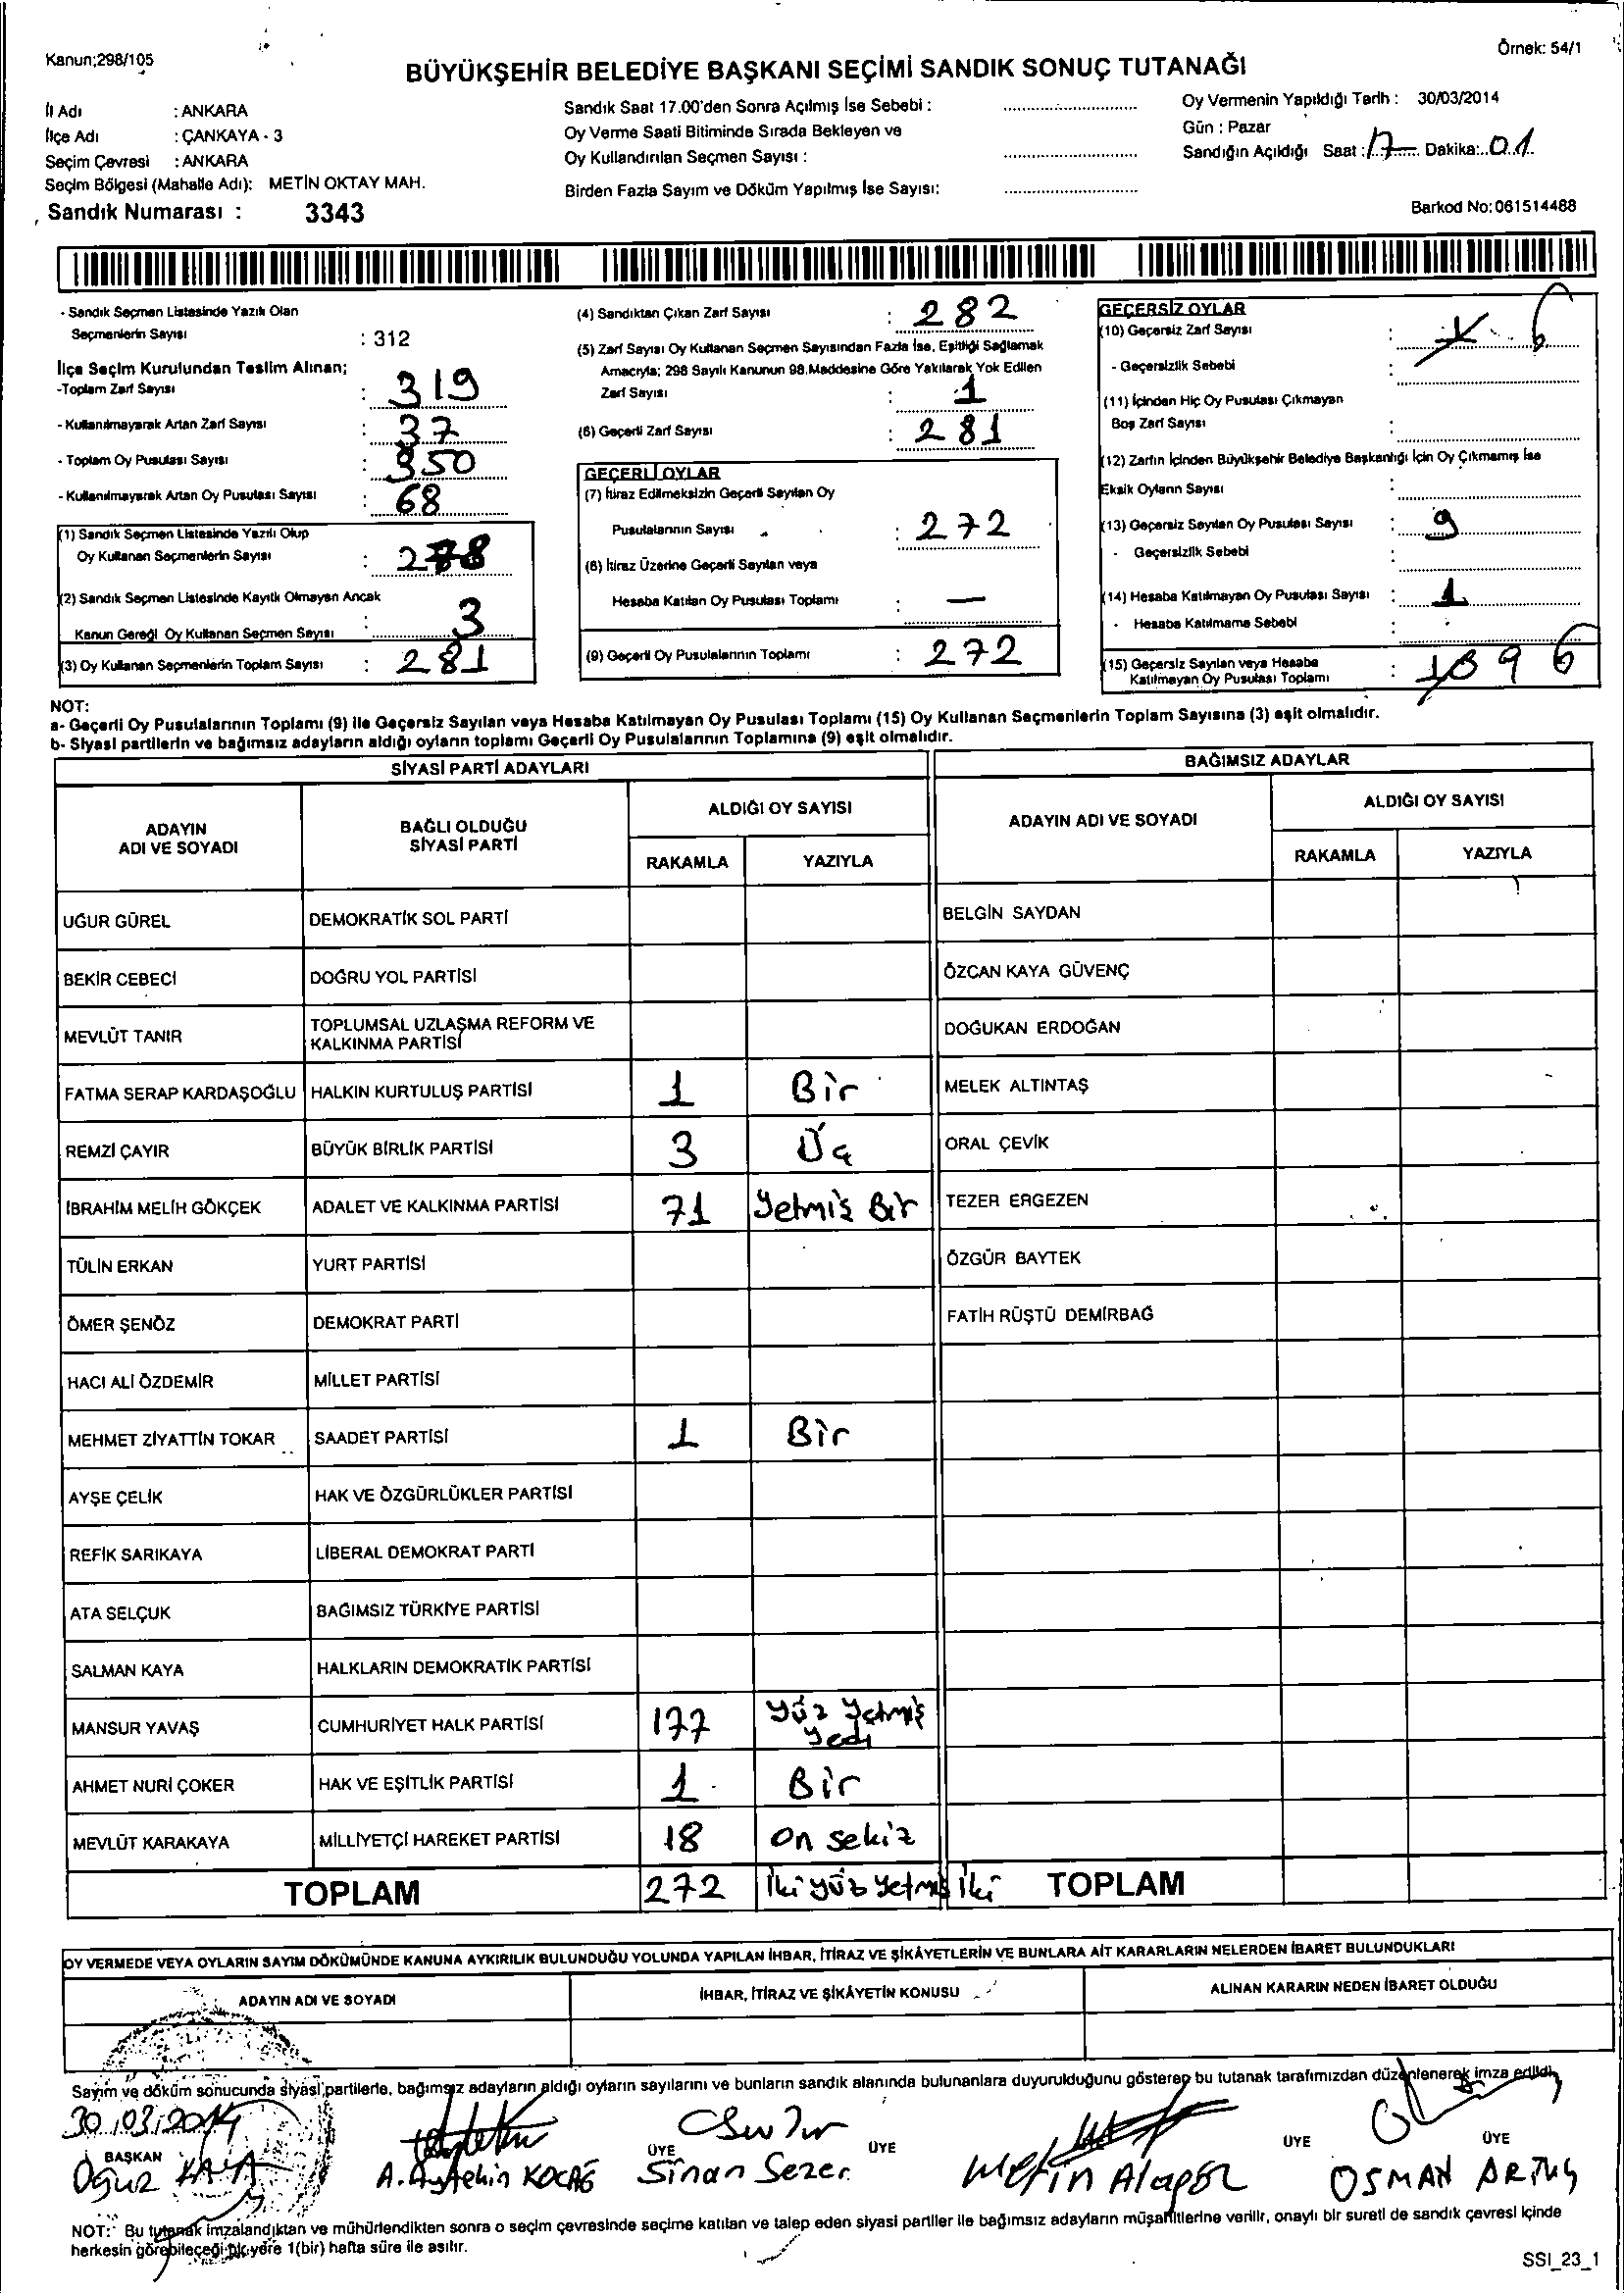 Kanun;298/105
Örnek: 54/1
BÜYÜKŞEHİR BELEDİYE BAŞKANI SEÇİMİ SANDIK SONUÇ TUTANAĞI
İl Adı : ANKARA
İlçe Adı : ÇANKAYA - 3
Seçim Çevresi : ANKARA
Seçim Bölgesi (Mahalle Adı): METİN OKTAY MAH.
Sandık Numarası : 3343
Sandık Saat 17.00'den Sonra Açılmış İse Sebebi :
Oy Verme Saati Bitiminde Sırada Bekleyen ve
Oy Kullandırılan Seçmen Sayısı :
Birden Fazla Sayım ve Döküm Yapılmış İse Sayısı:
Oy Vermenin Yapıldığı Tarih : 30/03/2014
Gün : Pazar
Sandığın Açıldığı Saat : 17 Dakika: 01
Barkod No: 061514488
- Sandık Seçmen Listesinde Yazılı Olan
Seçmenlerin Sayısı : 312
İlçe Seçim Kurulundan Teslim Alınan;
-Toplam Zarf Sayısı : 319
- Kullanılmayarak Artan Zarf Sayısı : 37
- Toplam Oy Pusulası Sayısı : 350
- Kullanılmayarak Artan Oy Pusulası Sayısı : 68
(1) Sandık Seçmen Listesinde Yazılı Olup
Oy Kullanan Seçmenlerin Sayısı : 278
(2) Sandık Seçmen Listesinde Kayıtlı Olmayan Ancak
Kanun Gereği Oy Kullanan Seçmen Sayısı : 3
(3) Oy Kullanan Seçmenlerin Toplam Sayısı : 281
(4) Sandıktan Çıkan Zarf Sayısı : 282
(5) Zarf Sayısı Oy Kullanan Seçmen Sayısından Fazla İse, Eşitliği Sağlamak
Amacıyla; 298 Sayılı Kanunun 98.Maddesine Göre Yakılarak Yok Edilen
Zarf Sayısı : 1
(6) Geçerli Zarf Sayısı : 281
GEÇERLİ OYLAR
(7) İtiraz Edilmeksizin Geçerli Sayılan Oy
Pusulalarının Sayısı : 272
(8) İtiraz Üzerine Geçerli Sayılan veya
Hesaba Katılan Oy Pusulası Toplamı : —
(9) Geçerli Oy Pusulalarının Toplamı : 272
GEÇERSİZ OYLAR
(10) Geçersiz Zarf Sayısı : 6
- Geçersizlik Sebebi :
(11) İçinden Hiç Oy Pusulası Çıkmayan
Boş Zarf Sayısı :
(12) Zarfın İçinden Büyükşehir Belediye Başkanlığı İçin Oy Çıkmamış İse
Eksik Oyların Sayısı :
(13) Geçersiz Sayılan Oy Pusulası Sayısı : 9
- Geçersizlik Sebebi :
(14) Hesaba Katılmayan Oy Pusulası Sayısı : 1
- Hesaba Katılmama Sebebi :
(15) Geçersiz Sayılan veya Hesaba
Katılmayan Oy Pusulası Toplamı : 9 6
NOT:
a- Geçerli Oy Pusulalarının Toplamı (9) ile Geçersiz Sayılan veya Hesaba Katılmayan Oy Pusulası Toplamı (15) Oy Kullanan Seçmenlerin Toplam Sayısına (3) eşit olmalıdır.
b- Siyasi partilerin ve bağımsız adayların aldığı oyların toplamı Geçerli Oy Pusulalarının Toplamına (9) eşit olmalıdır.
SİYASİ PARTİ ADAYLARI
BAĞIMSIZ ADAYLAR
ADAYIN ADI VE SOYADI
BAĞLI OLDUĞU SİYASİ PARTİ
ALDIĞI OY SAYISI
RAKAMLA YAZIYLA
ADAYIN ADI VE SOYADI
ALDIĞI OY SAYISI
RAKAMLA YAZIYLA
UĞUR GÜREL DEMOKRATİK SOL PARTİ BELGİN SAYDAN
BEKİR CEBECİ DOĞRU YOL PARTİSİ ÖZCAN KAYA GÜVENÇ
MEVLÜT TANIR TOPLUMSAL UZLAŞMA REFORM VE KALKINMA PARTİSİ DOĞUKAN ERDOĞAN
FATMA SERAP KARDAŞOĞLU HALKIN KURTULUŞ PARTİSİ 1 Bir MELEK ALTINTAŞ
REMZİ ÇAYIR BÜYÜK BİRLİK PARTİSİ 3 Üç ORAL ÇEVİK
İBRAHİM MELİH GÖKÇEK ADALET VE KALKINMA PARTİSİ 71 Yetmiş Bir TEZER ERGEZEN
TÜLİN ERKAN YURT PARTİSİ ÖZGÜR BAYTEK
ÖMER ŞENÖZ DEMOKRAT PARTİ FATİH RÜŞTÜ DEMİRBAĞ
HACI ALİ ÖZDEMİR MİLLET PARTİSİ
MEHMET ZİYATTİN TOKAR SAADET PARTİSİ 1 Bir
AYŞE ÇELİK HAK VE ÖZGÜRLÜKLER PARTİSİ
REFİK SARIKAYA LİBERAL DEMOKRAT PARTİ
ATA SELÇUK BAĞIMSIZ TÜRKİYE PARTİSİ
SALMAN KAYA HALKLARIN DEMOKRATİK PARTİSİ
MANSUR YAVAŞ CUMHURİYET HALK PARTİSİ 177 Yüz Yetmiş Yedi
AHMET NURİ ÇOKER HAK VE EŞİTLİK PARTİSİ 1 Bir
MEVLÜT KARAKAYA MİLLİYETÇİ HAREKET PARTİSİ 18 On sekiz
TOPLAM 272 İki yüz yetmiş iki TOPLAM
OY VERMEDE VEYA OYLARIN SAYIM DÖKÜMÜNDE KANUNA AYKIRILIK BULUNDUĞU YOLUNDA YAPILAN İHBAR, İTİRAZ VE ŞİKÂYETLERİN VE BUNLARA AİT KARARLARIN NELERDEN İBARET BULUNDUKLARI
ADAYIN ADI VE SOYADI İHBAR, İTİRAZ VE ŞİKÂYETİN KONUSU ALINAN KARARIN NEDEN İBARET OLDUĞU
Sayım ve döküm sonucunda siyasi partilerle, bağımsız adayların aldığı oyların sayılarını ve bunların sandık alanında bulunanlara duyurulduğunu gösteren bu tutanak tarafımızdan düzenlenerek imza edildi.
30/03/2014
BAŞKAN ÜYE ÜYE ÜYE ÜYE
Oğuz KAYA A. Aytekin KOÇAĞ Sinan Sezer Metin Alagöz OSMAN ARTUŞ
NOT: Bu tutanak imzalandıktan ve mühürlendikten sonra o seçim çevresinde seçime katılan ve talep eden siyasi partiler ile bağımsız adayların müşahitlerine verilir, onaylı bir sureti de sandık çevresi içinde
herkesin görebileceği bir yere 1(bir) hafta süre ile asılır.
SSI_23_1